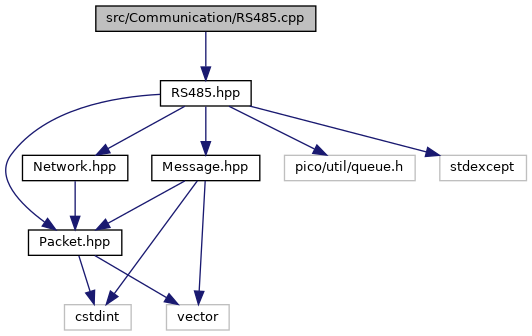 src/Communication/RS485.cpp
RS485.hpp
Network.hpp
Message.hpp
pico/util/queue.h
stdexcept
Packet.hpp
cstdint
vector